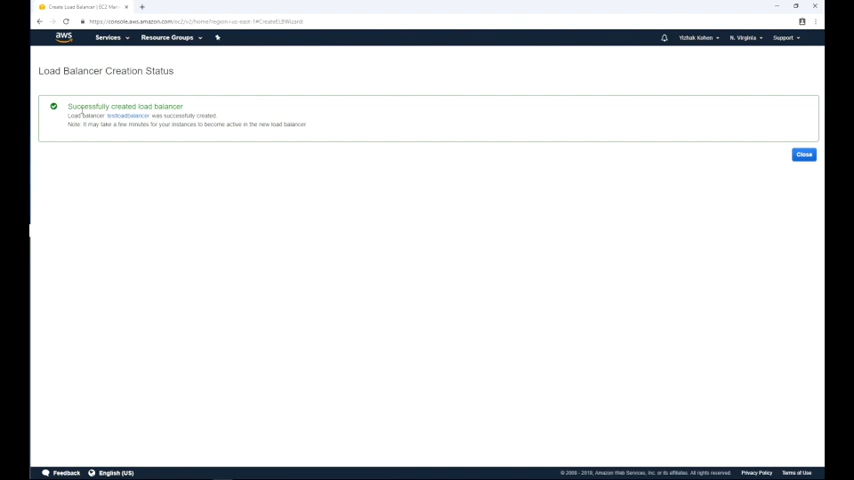 Create Load Balancer | EC2 Man
https://console.aws.amazon.com/ec2/v2/home?region=us-east-1#CreateELBWizard:
aws Services Resource Groups Yizhak Kohen N. Virginia Support
Load Balancer Creation Status
Successfully created load balancer
Load balancer testloadbalancer was successfully created.
Note: It may take a few minutes for your instances to become active in the new load balancer
Close
Feedback English (US) © 2008 - 2019, Amazon Web Services, Inc. or its affiliates. All rights reserved. Privacy Policy Terms of Use